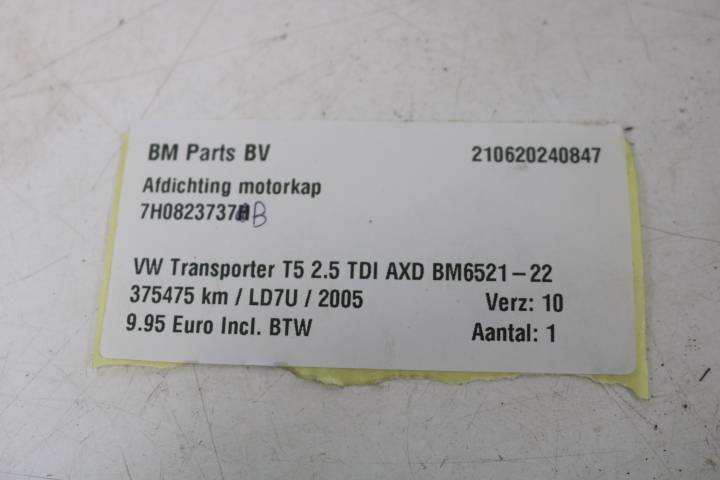 BM Parts BV 210620240847
Afdichting motorkap
7H0823737B
VW Transporter T5 2.5 TDI AXD BM6521-22
375475 km / LD7U / 2005 Verz: 10
9.95 Euro Incl. BTW Aantal: 1